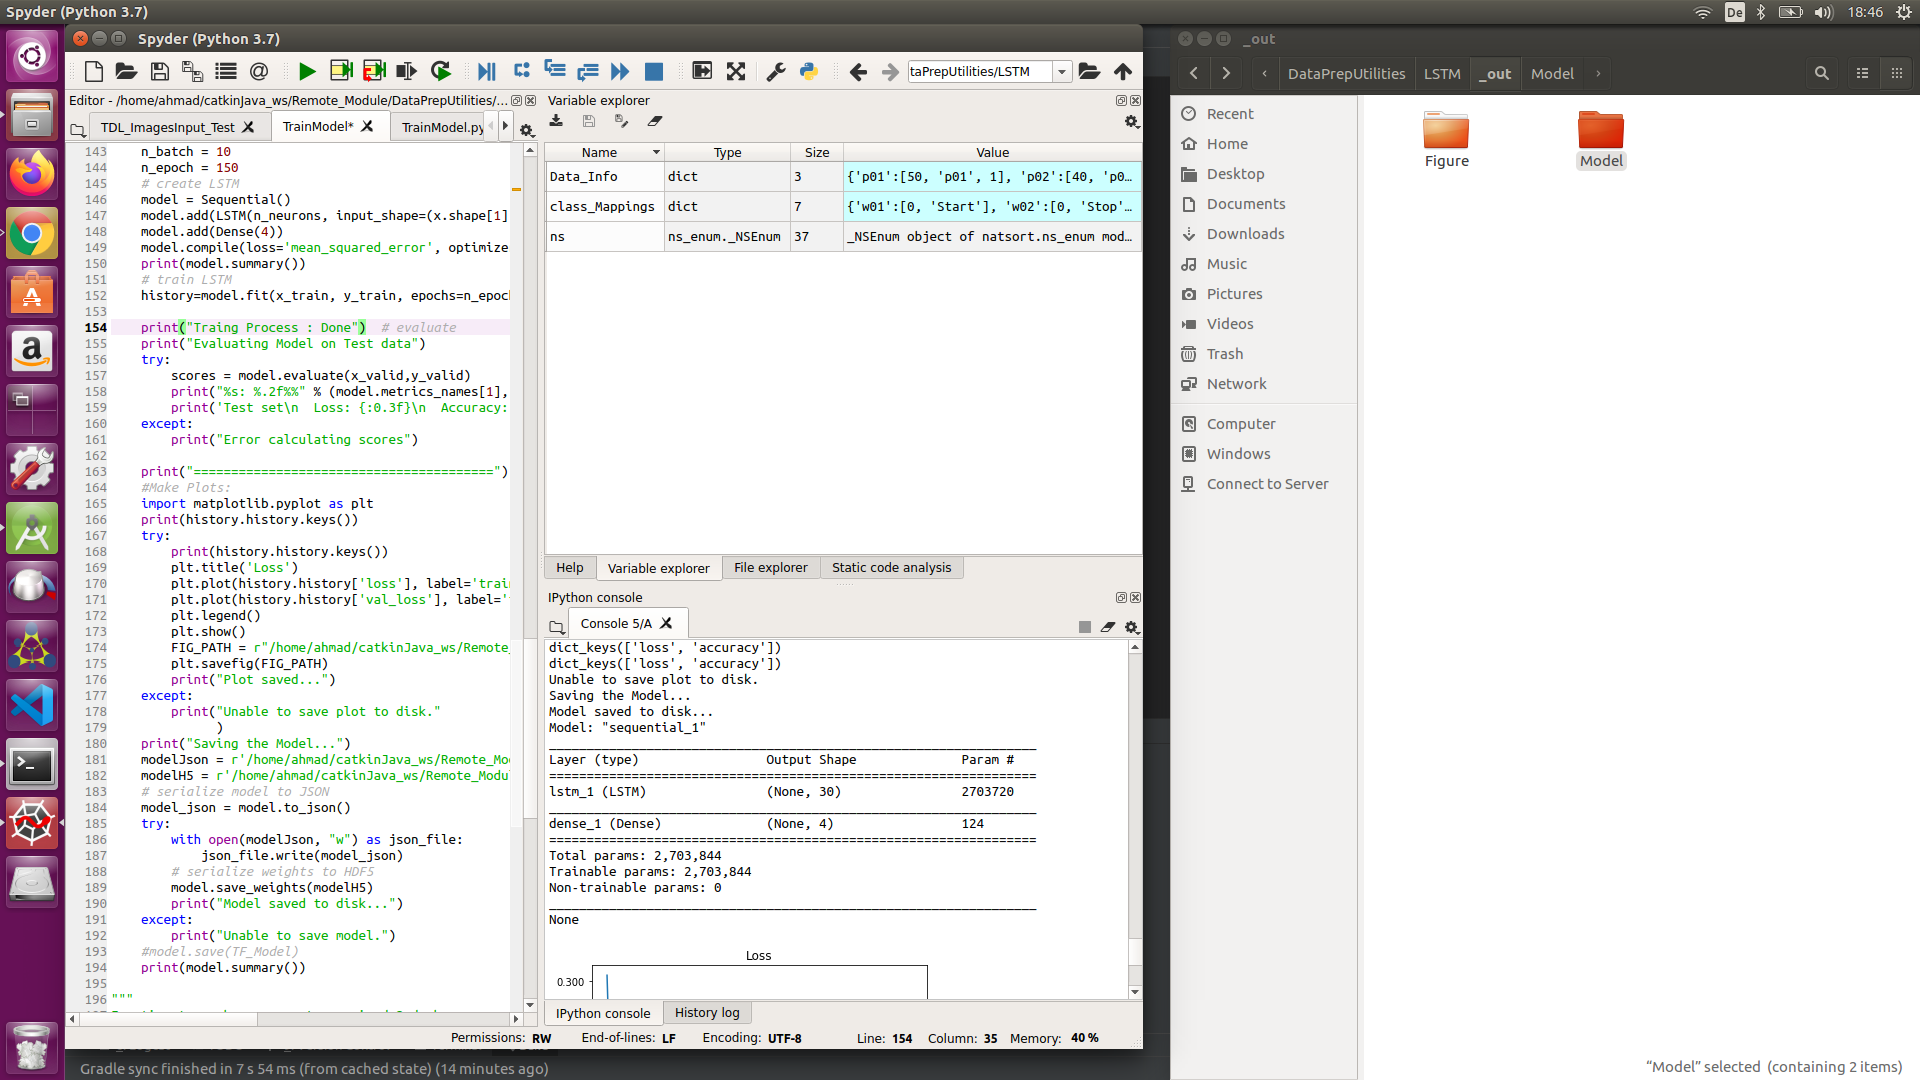 Spyder (Python 3.7)
De
18:46
Spyder (Python 3.7)
taPrepUtilities/LSTM
Editor - /home/ahmad/catkinJava_ws/Remote_Module/DataPrepUtilities/...
TDL_ImagesInput_Test
TrainModel*
TrainModel.py
143 n_batch = 10
144 n_epoch = 150
145 # create LSTM
146 model = Sequential()
147 model.add(LSTM(n_neurons, input_shape=(x.shape[1]
148 model.add(Dense(4))
149 model.compile(loss='mean_squared_error', optimize
150 print(model.summary())
151 # train LSTM
152 history=model.fit(x_train, y_train, epochs=n_epoc
153
154 print("Traing Process : Done") # evaluate
155 print("Evaluating Model on Test data")
156 try:
157 scores = model.evaluate(x_valid,y_valid)
158 print("%s: %.2f%%" % (model.metrics_names[1],
159 print('Test set\n  Loss: {:0.3f}\n  Accuracy:
160 except:
161 print("Error calculating scores")
162
163 print("========================================")
164 #Make Plots:
165 import matplotlib.pyplot as plt
166 print(history.history.keys())
167 try:
168 print(history.history.keys())
169 plt.title('Loss')
170 plt.plot(history.history['loss'], label='trai
171 plt.plot(history.history['val_loss'], label='
172 plt.legend()
173 plt.show()
174 FIG_PATH = r"/home/ahmad/catkinJava_ws/Remote_
175 plt.savefig(FIG_PATH)
176 print("Plot saved...")
177 except:
178 print("Unable to save plot to disk."
179 )
180 print("Saving the Model...")
181 modelJson = r'/home/ahmad/catkinJava_ws/Remote_Mo
182 modelH5 = r'/home/ahmad/catkinJava_ws/Remote_Modul
183 # serialize model to JSON
184 model_json = model.to_json()
185 try:
186 with open(modelJson, "w") as json_file:
187 json_file.write(model_json)
188 # serialize weights to HDF5
189 model.save_weights(modelH5)
190 print("Model saved to disk...")
191 except:
192 print("Unable to save model.")
193 #model.save(TF_Model)
194 print(model.summary())
195
196 """
Variable explorer
Name Type Size Value
Data_Info dict 3 {'p01':[50, 'p01', 1], 'p02':[40, 'p0…
class_Mappings dict 7 {'w01':[0, 'Start'], 'w02':[0, 'Stop'…
ns ns_enum._NSEnum 37 _NSEnum object of natsort.ns_enum mod…
Help
Variable explorer
File explorer
Static code analysis
IPython console
Console 5/A
dict_keys(['loss', 'accuracy'])
dict_keys(['loss', 'accuracy'])
Unable to save plot to disk.
Saving the Model...
Model saved to disk...
Model: "sequential_1"
Layer (type) Output Shape Param #
lstm_1 (LSTM) (None, 30) 2703720
dense_1 (Dense) (None, 4) 124
Total params: 2,703,844
Trainable params: 2,703,844
Non-trainable params: 0
None
Loss
0.300
IPython console
History log
Permissions: RW End-of-lines: LF Encoding: UTF-8 Line: 154 Column: 35 Memory: 40 %
Gradle sync finished in 7 s 54 ms (from cached state) (14 minutes ago)
_out
DataPrepUtilities
LSTM
_out
Model
Recent
Home
Desktop
Documents
Downloads
Music
Pictures
Videos
Trash
Network
Computer
Windows
Connect to Server
Figure
Model
“Model” selected (containing 2 items)